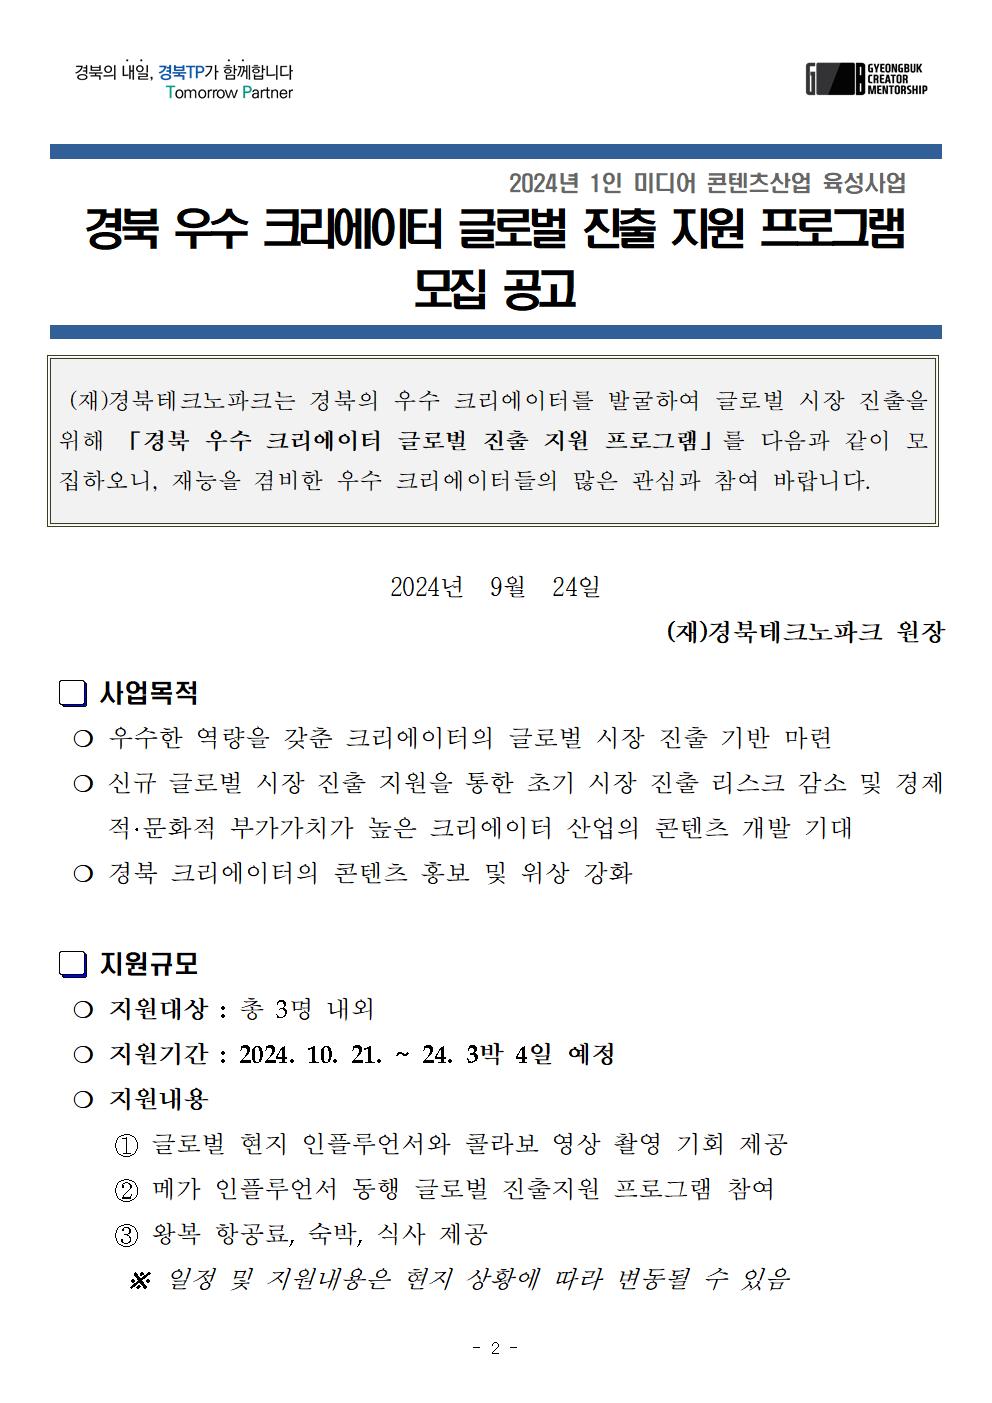 경북의 내일, 경북TP가 함께합니다
Tomorrow Partner
GB GYEONGBUK
CREATOR
MENTORSHIP
2024년 1인 미디어 콘텐츠산업 육성사업
경북 우수 크리에이터 글로벌 진출 지원 프로그램
모집 공고
(재)경북테크노파크는 경북의 우수 크리에이터를 발굴하여 글로벌 시장 진출을
위해 「경북 우수 크리에이터 글로벌 진출 지원 프로그램」를 다음과 같이 모
집하오니, 재능을 겸비한 우수 크리에이터들의 많은 관심과 참여 바랍니다.
2024년 9월 24일
(재)경북테크노파크 원장
❏ 사업목적
❍ 우수한 역량을 갖춘 크리에이터의 글로벌 시장 진출 기반 마련
❍ 신규 글로벌 시장 진출 지원을 통한 초기 시장 진출 리스크 감소 및 경제
적·문화적 부가가치가 높은 크리에이터 산업의 콘텐츠 개발 기대
❍ 경북 크리에이터의 콘텐츠 홍보 및 위상 강화
❏ 지원규모
❍ 지원대상 : 총 3명 내외
❍ 지원기간 : 2024. 10. 21. ~ 24. 3박 4일 예정
❍ 지원내용
① 글로벌 현지 인플루언서와 콜라보 영상 촬영 기회 제공
② 메가 인플루언서 동행 글로벌 진출지원 프로그램 참여
③ 왕복 항공료, 숙박, 식사 제공
※ 일정 및 지원내용은 현지 상황에 따라 변동될 수 있음
- 2 -